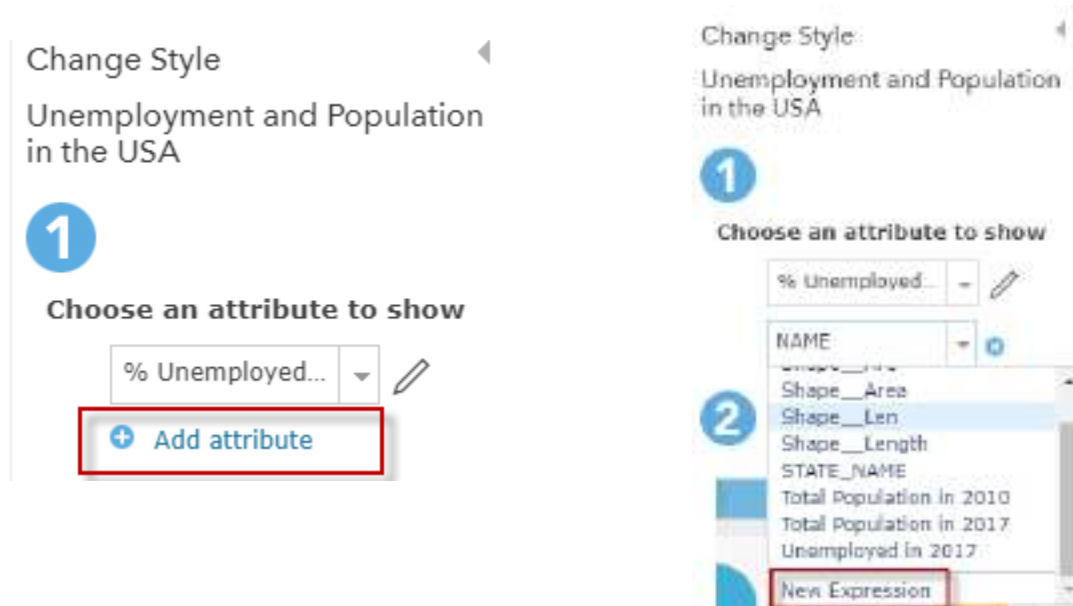 Change Style
Unemployment and Population
in the USA
1
Choose an attribute to show
% Unemployed...
Add attribute
Change Style
Unemployment and Population
in the USA
1
Choose an attribute to show
% Unemployed...
NAME
2
Shape__Area
Shape__Len
Shape__Length
STATE_NAME
Total Population in 2010
Total Population in 2017
Unemployed in 2017
New Expression